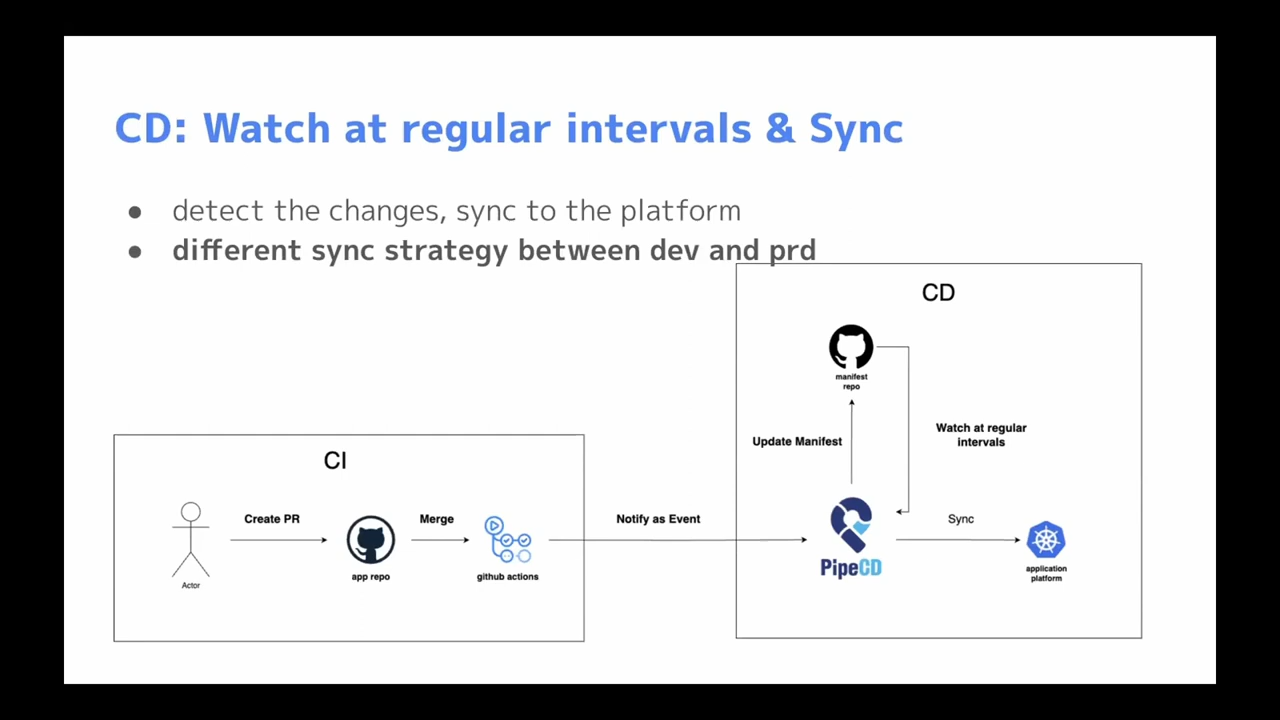 CD: Watch at regular intervals & Sync
● detect the changes, sync to the platform
● different sync strategy between dev and prd
CI
Actor
Create PR
app repo
Merge
github actions
Notify as Event
CD
manifest
repo
Update Manifest
Watch at regular
intervals
PipeCD
Sync
application
platform